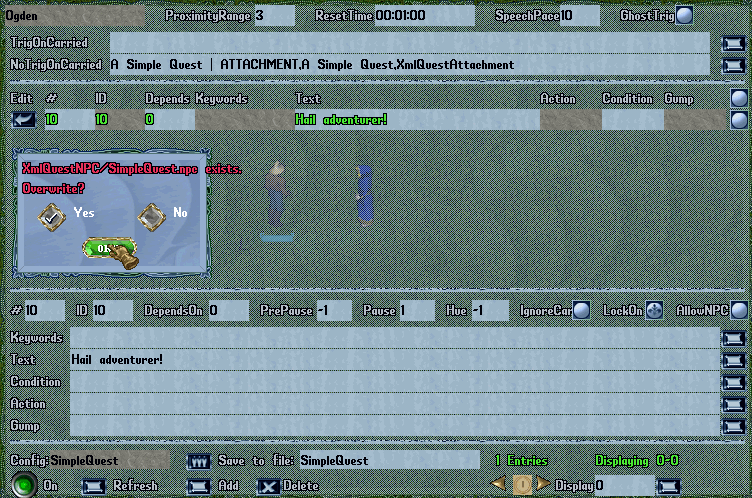 Ogden ProximityRange 3 ResetTime 00:01:00 SpeechPace 10 GhostTrig
TrigOnCarried
NoTrigOnCarried A Simple Quest | ATTACHMENT,A Simple Quest,XmlQuestAttachment
Edit # ID Depends Keywords Text Action Condition Gump
10 10 0 Hail adventurer!
XmlQuestNPC/SimpleQuest.npc exists.
Overwrite?
Yes No
OK
# 10 ID 10 DependsOn 0 PrePause -1 Pause 1 Hue -1 IgnoreCar LockOn AllowNPC
Keywords
Text Hail adventurer!
Condition
Action
Gump
Config: SimpleQuest Save to file: SimpleQuest 1 Entries Displaying 0-0
On Refresh Add Delete Display 0